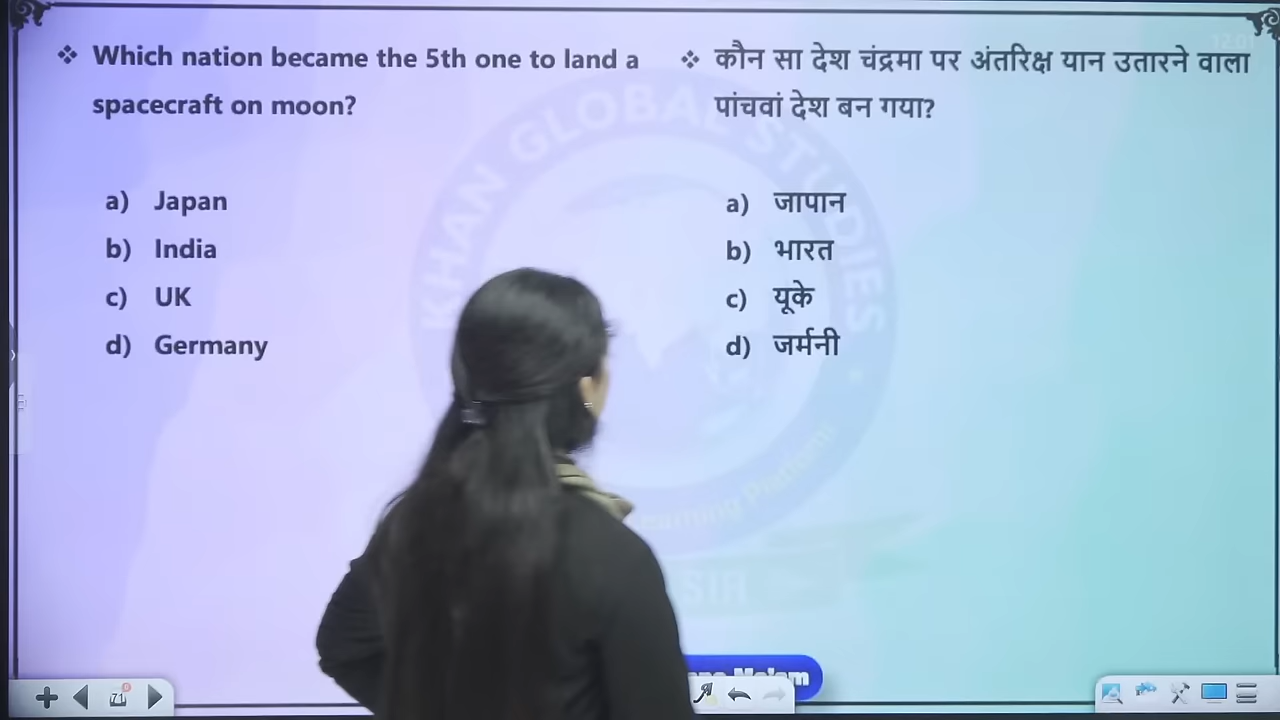 ❖ Which nation became the 5th one to land a
spacecraft on moon?
a) Japan
b) India
c) UK
d) Germany
❖ कौन सा देश चंद्रमा पर अंतरिक्ष यान उतारने वाला
पांचवां देश बन गया?
a) जापान
b) भारत
c) यूके
d) जर्मनी
KHAN GLOBAL STUDIES
71